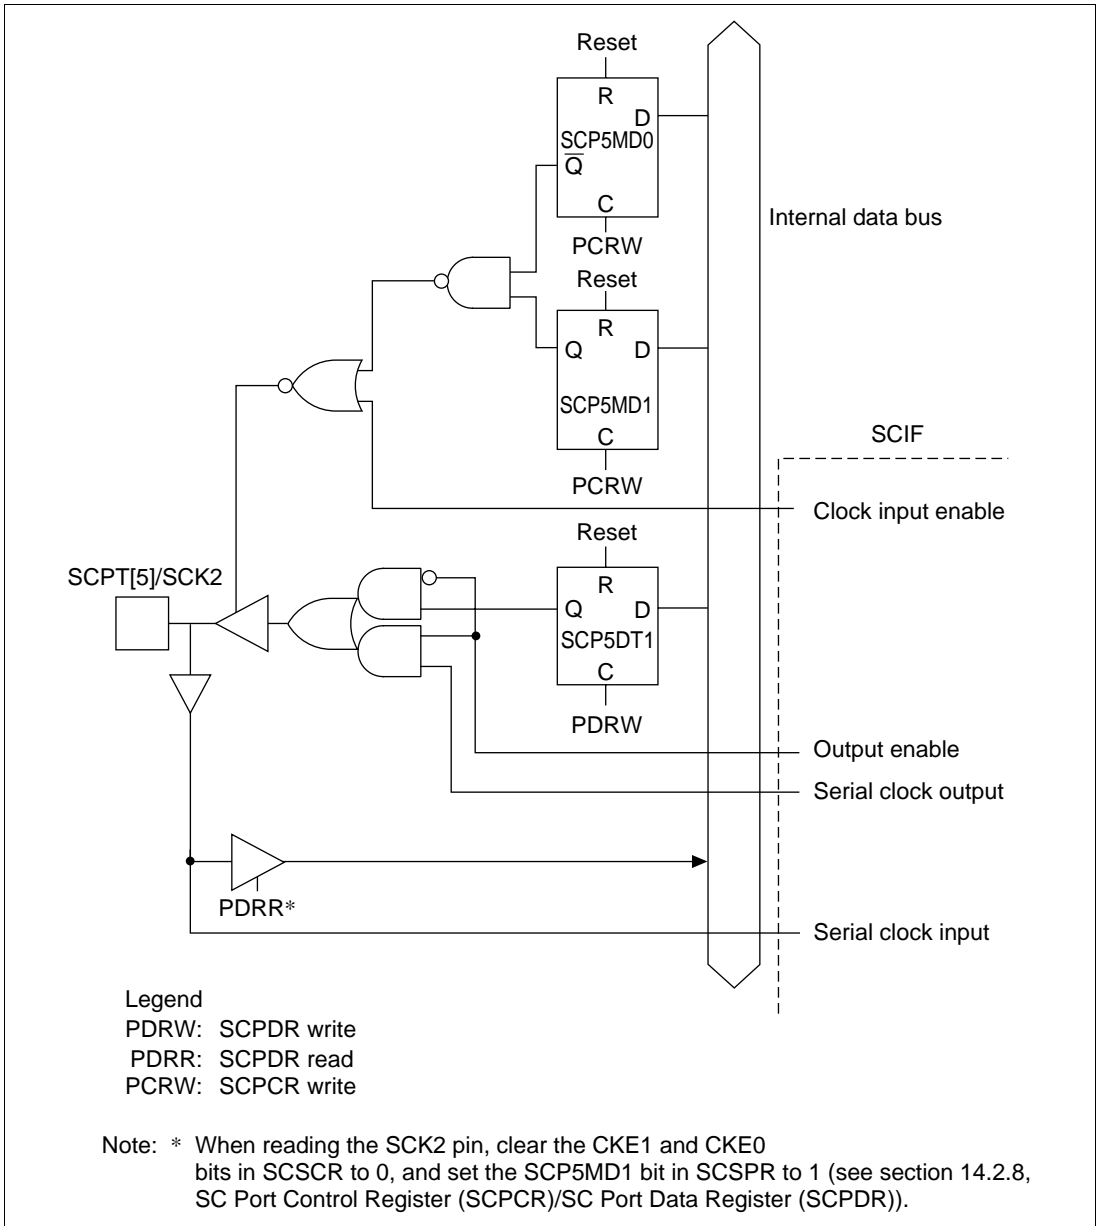 Reset
R
D
SCP5MD0
Q
C
PCRW
Internal data bus
Reset
R
Q D
SCP5MD1
C
PCRW
SCIF
Clock input enable
Reset
SCPT[5]/SCK2
R
Q D
SCP5DT1
C
PDRW
Output enable
Serial clock output
PDRR*
Serial clock input
Legend
PDRW: SCPDR write
PDRR: SCPDR read
PCRW: SCPCR write
Note: * When reading the SCK2 pin, clear the CKE1 and CKE0
bits in SCSCR to 0, and set the SCP5MD1 bit in SCSPR to 1 (see section 14.2.8,
SC Port Control Register (SCPCR)/SC Port Data Register (SCPDR)).